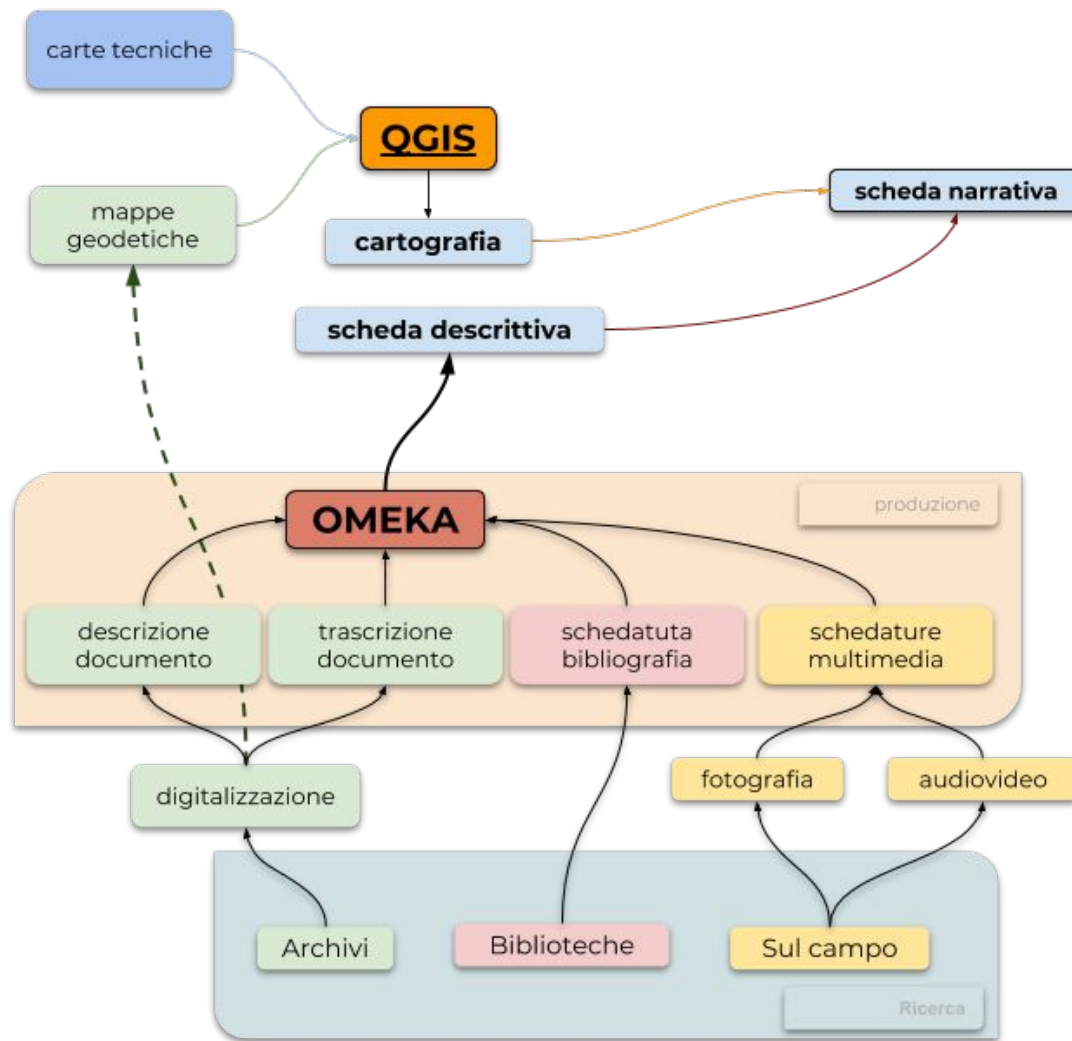 carte tecniche
QGIS
mappe
geodetiche
scheda narrativa
cartografia
scheda descrittiva
OMEKA
produzione
descrizione
documento
trascrizione
documento
schedatuta
bibliografia
schedature
multimedia
digitalizzazione
fotografia
audiovideo
Archivi
Biblioteche
Sul campo
Ricerca